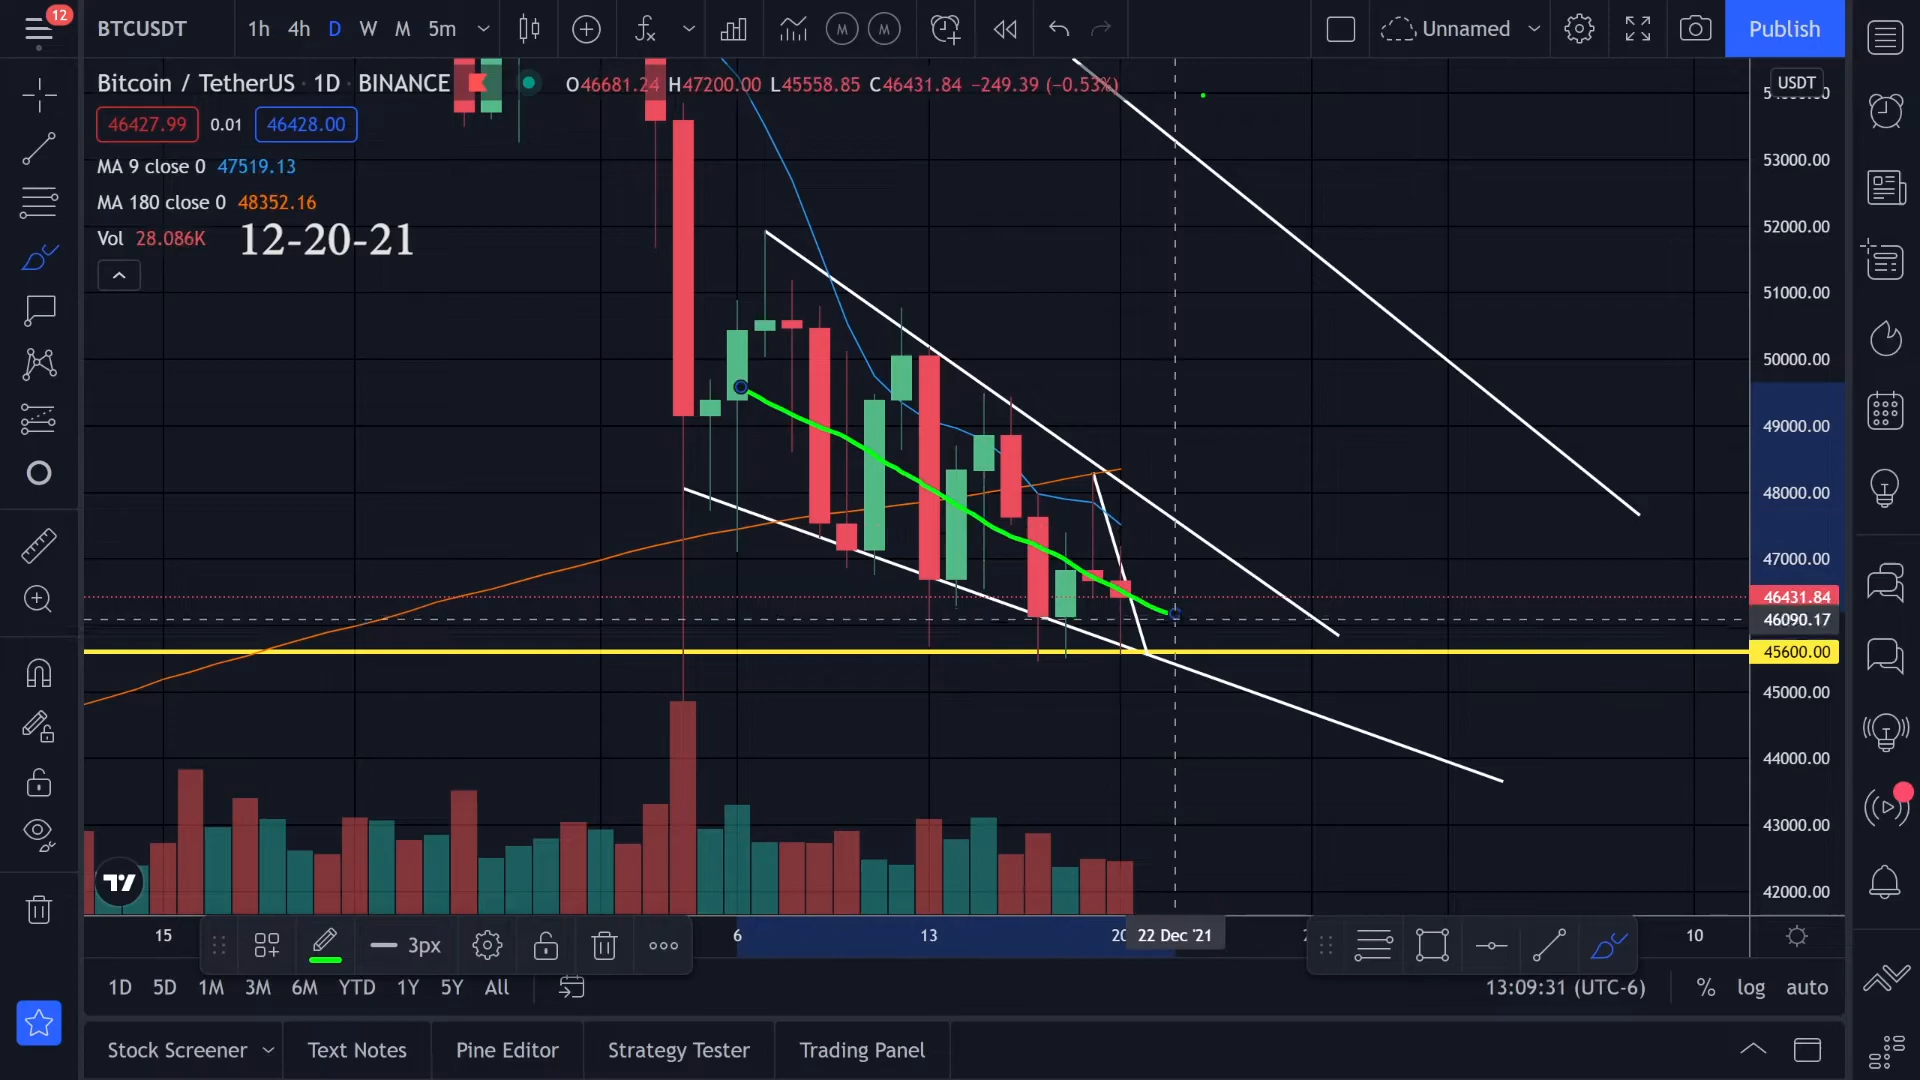 12
BTCUSDT 1h 4h D W M 5m M M Unnamed Publish
Bitcoin / TetherUS · 1D · BINANCE O46681.24 H47200.00 L45558.85 C46431.84 −249.39 (−0.53%)
USDT
46427.99 0.01 46428.00
MA 9 close 0 47519.13
MA 180 close 0 48352.16
Vol 28.086K
12-20-21
53000.00
52000.00
51000.00
50000.00
49000.00
48000.00
47000.00
46431.84
46090.17
45600.00
45000.00
44000.00
43000.00
42000.00
15 6 13 20 22 Dec '21 10
3px
1D 5D 1M 3M 6M YTD 1Y 5Y All 13:09:31 (UTC-6) % log auto
Stock Screener Text Notes Pine Editor Strategy Tester Trading Panel